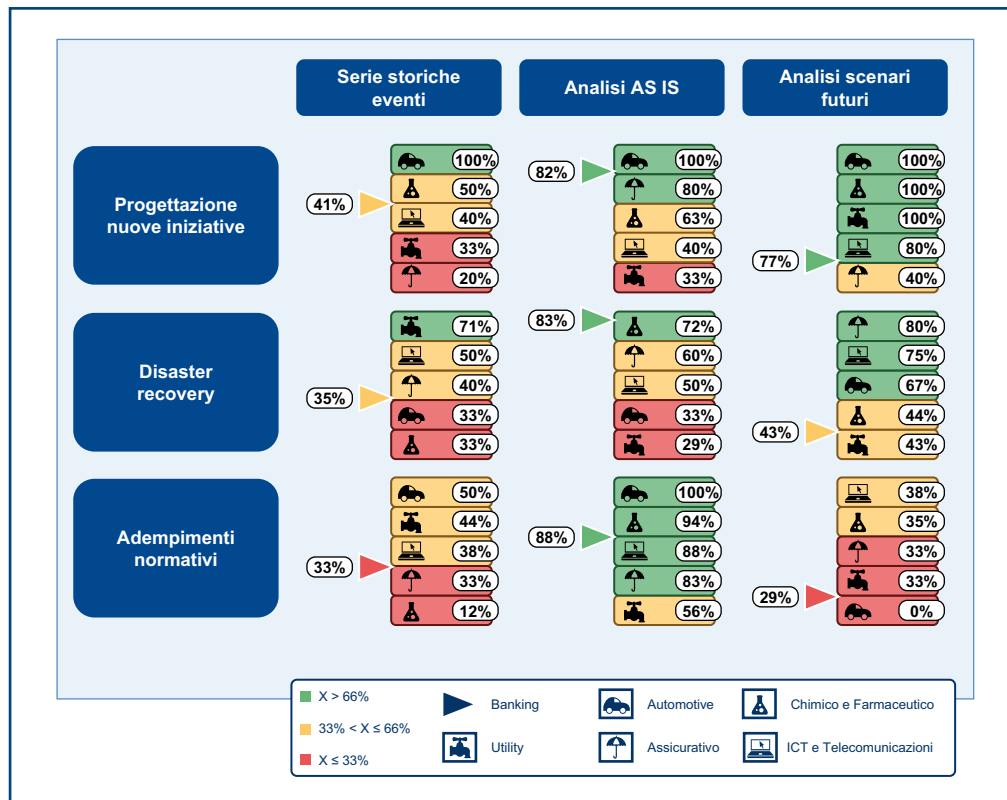 Serie storiche
eventi
Analisi AS IS
Analisi scenari
futuri
Progettazione
nuove iniziative
41%
100%
50%
40%
33%
20%
82%
100%
80%
63%
40%
33%
77%
100%
100%
100%
80%
40%
Disaster
recovery
35%
71%
50%
40%
33%
33%
83%
72%
60%
50%
33%
29%
43%
80%
75%
67%
44%
43%
Adempimenti
normativi
33%
50%
44%
38%
33%
12%
88%
100%
94%
88%
83%
56%
29%
38%
35%
33%
33%
0%
X > 66%
33% < X ≤ 66%
X ≤ 33%
Banking
Automotive
Chimico e Farmaceutico
Utility
Assicurativo
ICT e Telecomunicazioni